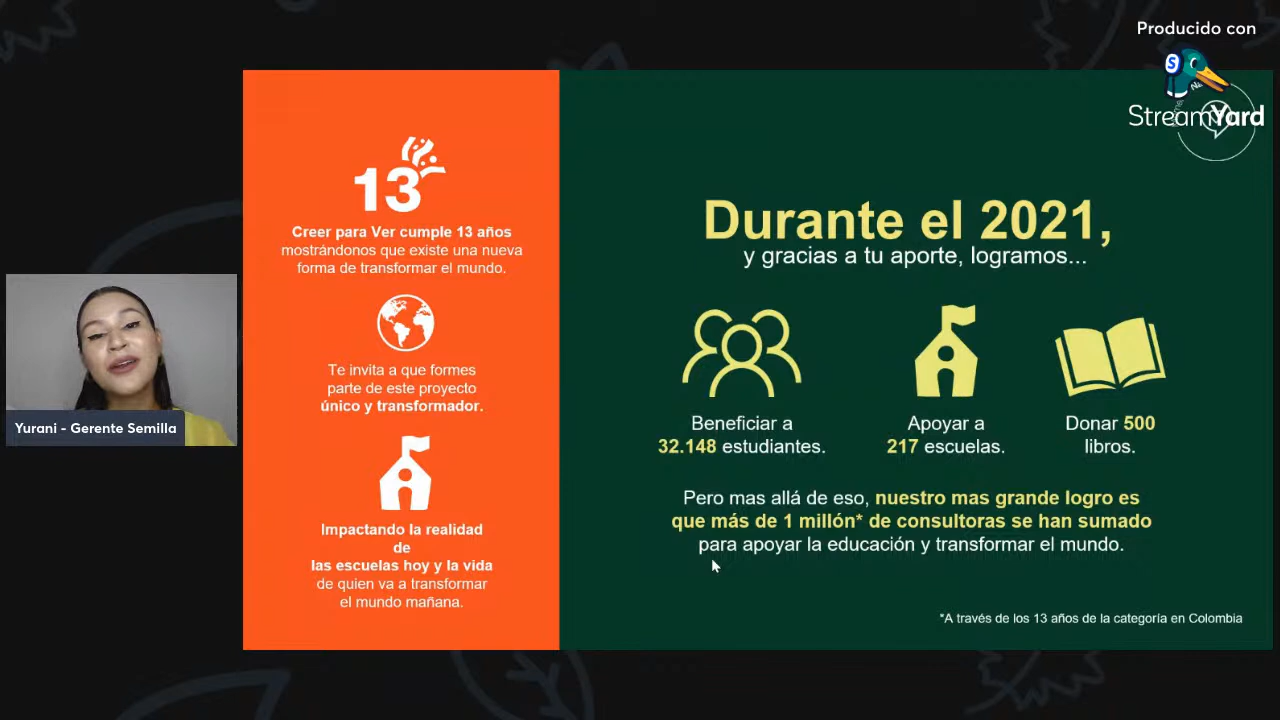 Producido con
StreamYard
13
Creer para Ver cumple 13 años
mostrándonos que existe una nueva
forma de transformar el mundo.
Te invita a que formes
parte de este proyecto
único y transformador.
Impactando la realidad
de
las escuelas hoy y la vida
de quien va a transformar
el mundo mañana.
Durante el 2021,
y gracias a tu aporte, logramos...
Beneficiar a
32.148 estudiantes.
Apoyar a
217 escuelas.
Donar 500
libros.
Pero mas allá de eso, nuestro mas grande logro es
que más de 1 millón* de consultoras se han sumado
para apoyar la educación y transformar el mundo.
*A través de los 13 años de la categoría en Colombia
Yurani - Gerente Semilla